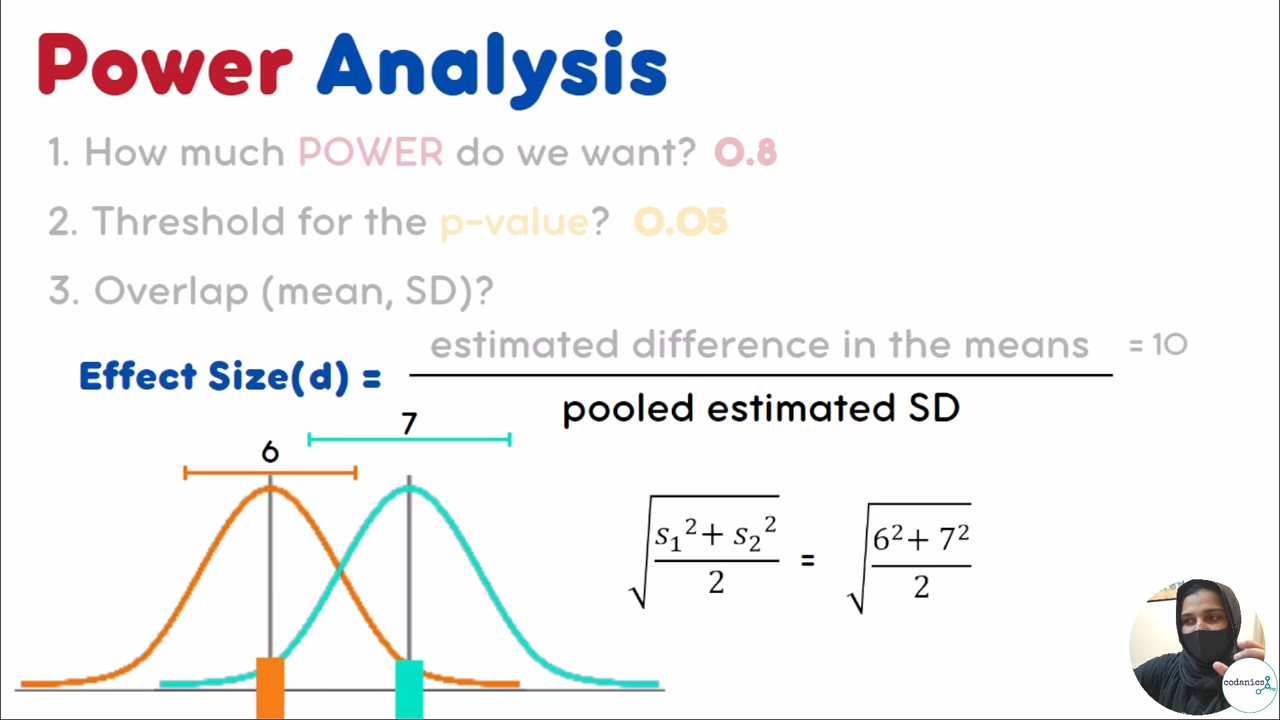 Power Analysis
1. How much POWER do we want? 0.8
2. Threshold for the p-value? 0.05
3. Overlap (mean, SD)?
Effect Size(d) = estimated difference in the means = 10
pooled estimated SD
7
6
√((s₁² + s₂²)/2) = √((6² + 7²)/2)
codanics